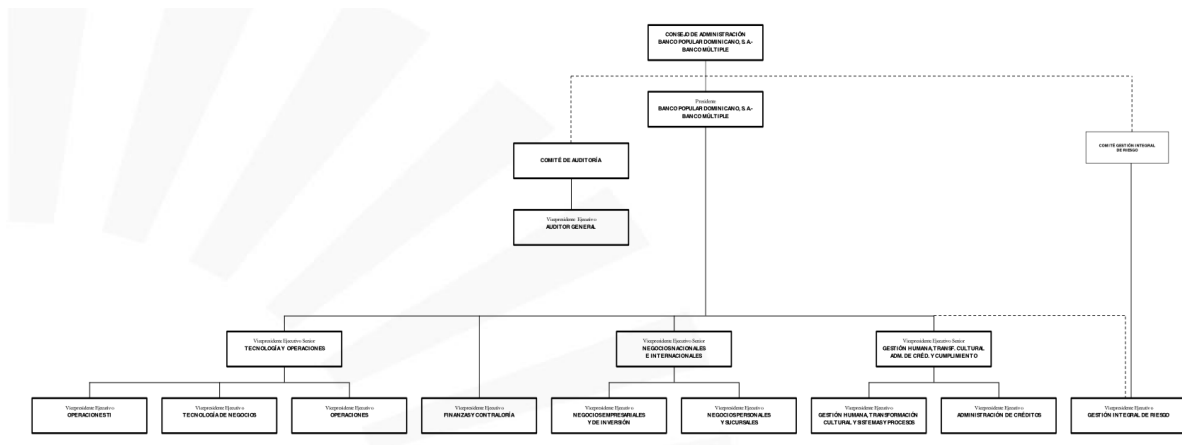 CONSEJO DE ADMINISTRACIÓN
BANCO POPULAR DOMINICANO, S.A.-
BANCO MÚLTIPLE
Presidente
BANCO POPULAR DOMINICANO, S.A.-
BANCO MÚLTIPLE
COMITÉ GESTIÓN INTEGRAL
DE RIESGO
COMITÉ DE AUDITORÍA
Vicepresidente Ejecutivo
AUDITOR GENERAL
Vicepresidente Ejecutivo Senior
TECNOLOGÍA Y OPERACIONES
Vicepresidente Ejecutivo Senior
NEGOCIOS NACIONALES
E INTERNACIONALES
Vicepresidente Ejecutivo Senior
GESTIÓN HUMANA, TRANSF. CULTURAL
ADM. DE CRÉD. Y CUMPLIMIENTO
Vicepresidente Ejecutivo
OPERACIONES TI
Vicepresidente Ejecutivo
TECNOLOGÍA DE NEGOCIOS
Vicepresidente Ejecutivo
OPERACIONES
Vicepresidente Ejecutivo
FINANZAS Y CONTRALORÍA
Vicepresidente Ejecutivo
NEGOCIOS EMPRESARIALES
Y DE INVERSIÓN
Vicepresidente Ejecutivo
NEGOCIOS PERSONALES
Y SUCURSALES
Vicepresidente Ejecutivo
GESTIÓN HUMANA, TRANSFORMACIÓN
CULTURAL Y SISTEMAS Y PROCESOS
Vicepresidente Ejecutivo
ADMINISTRACIÓN DE CRÉDITOS
Vicepresidente Ejecutivo
GESTIÓN INTEGRAL DE RIESGO